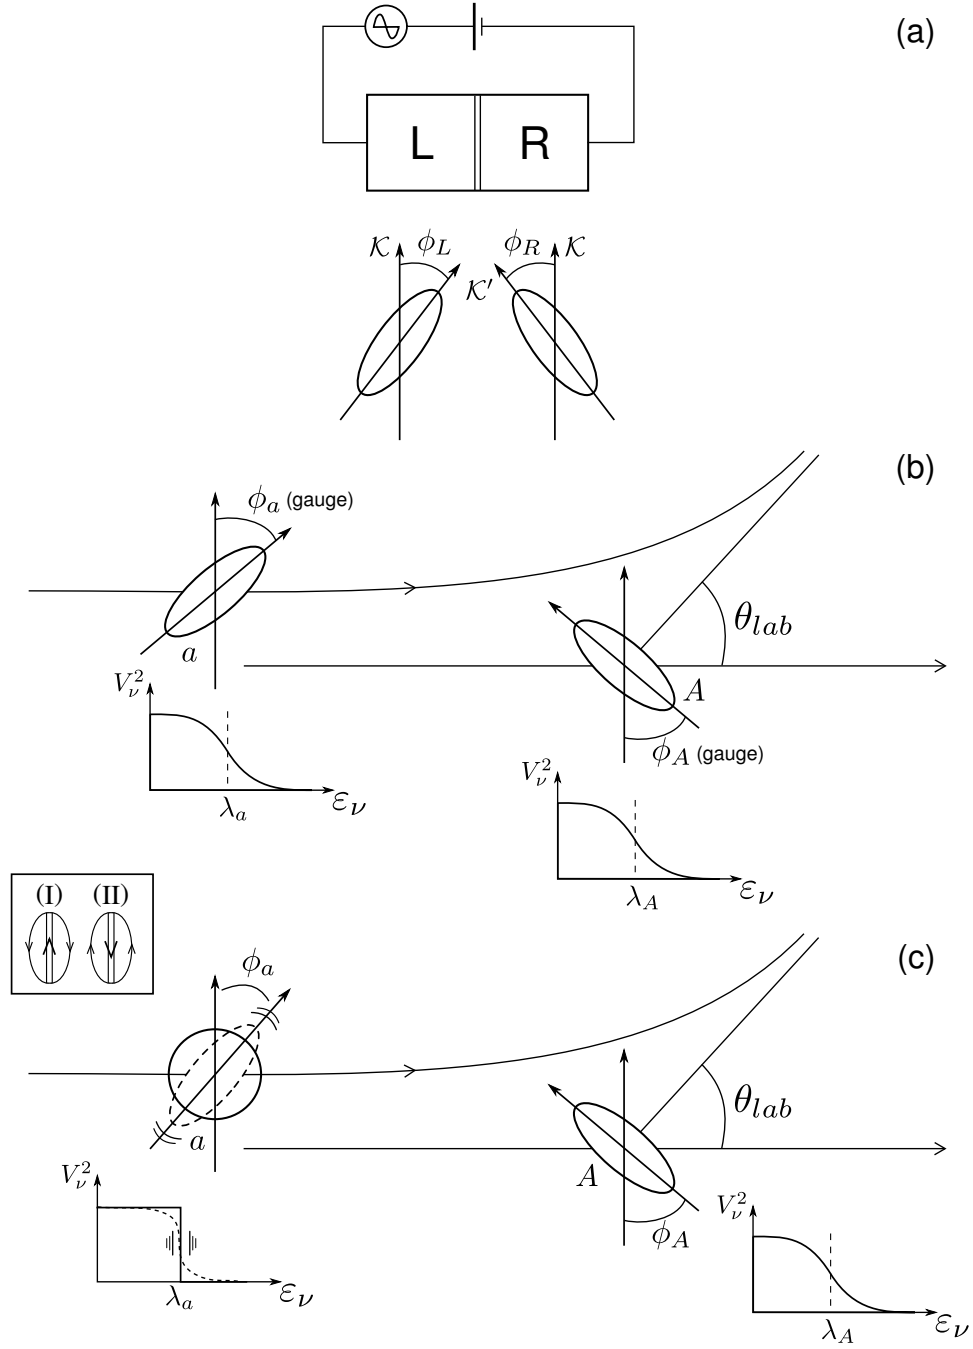 (a)
L R
𝒦 ϕ_L ϕ_R 𝒦
𝒦′
(b)
ϕ_a (gauge)
a
θ_lab
A
ϕ_A (gauge)
V_ν^2
λ_a
ε_ν
V_ν^2
λ_A
ε_ν
(I) (II)
(c)
ϕ_a
a
θ_lab
A
ϕ_A
V_ν^2
λ_a
ε_ν
V_ν^2
λ_A
ε_ν